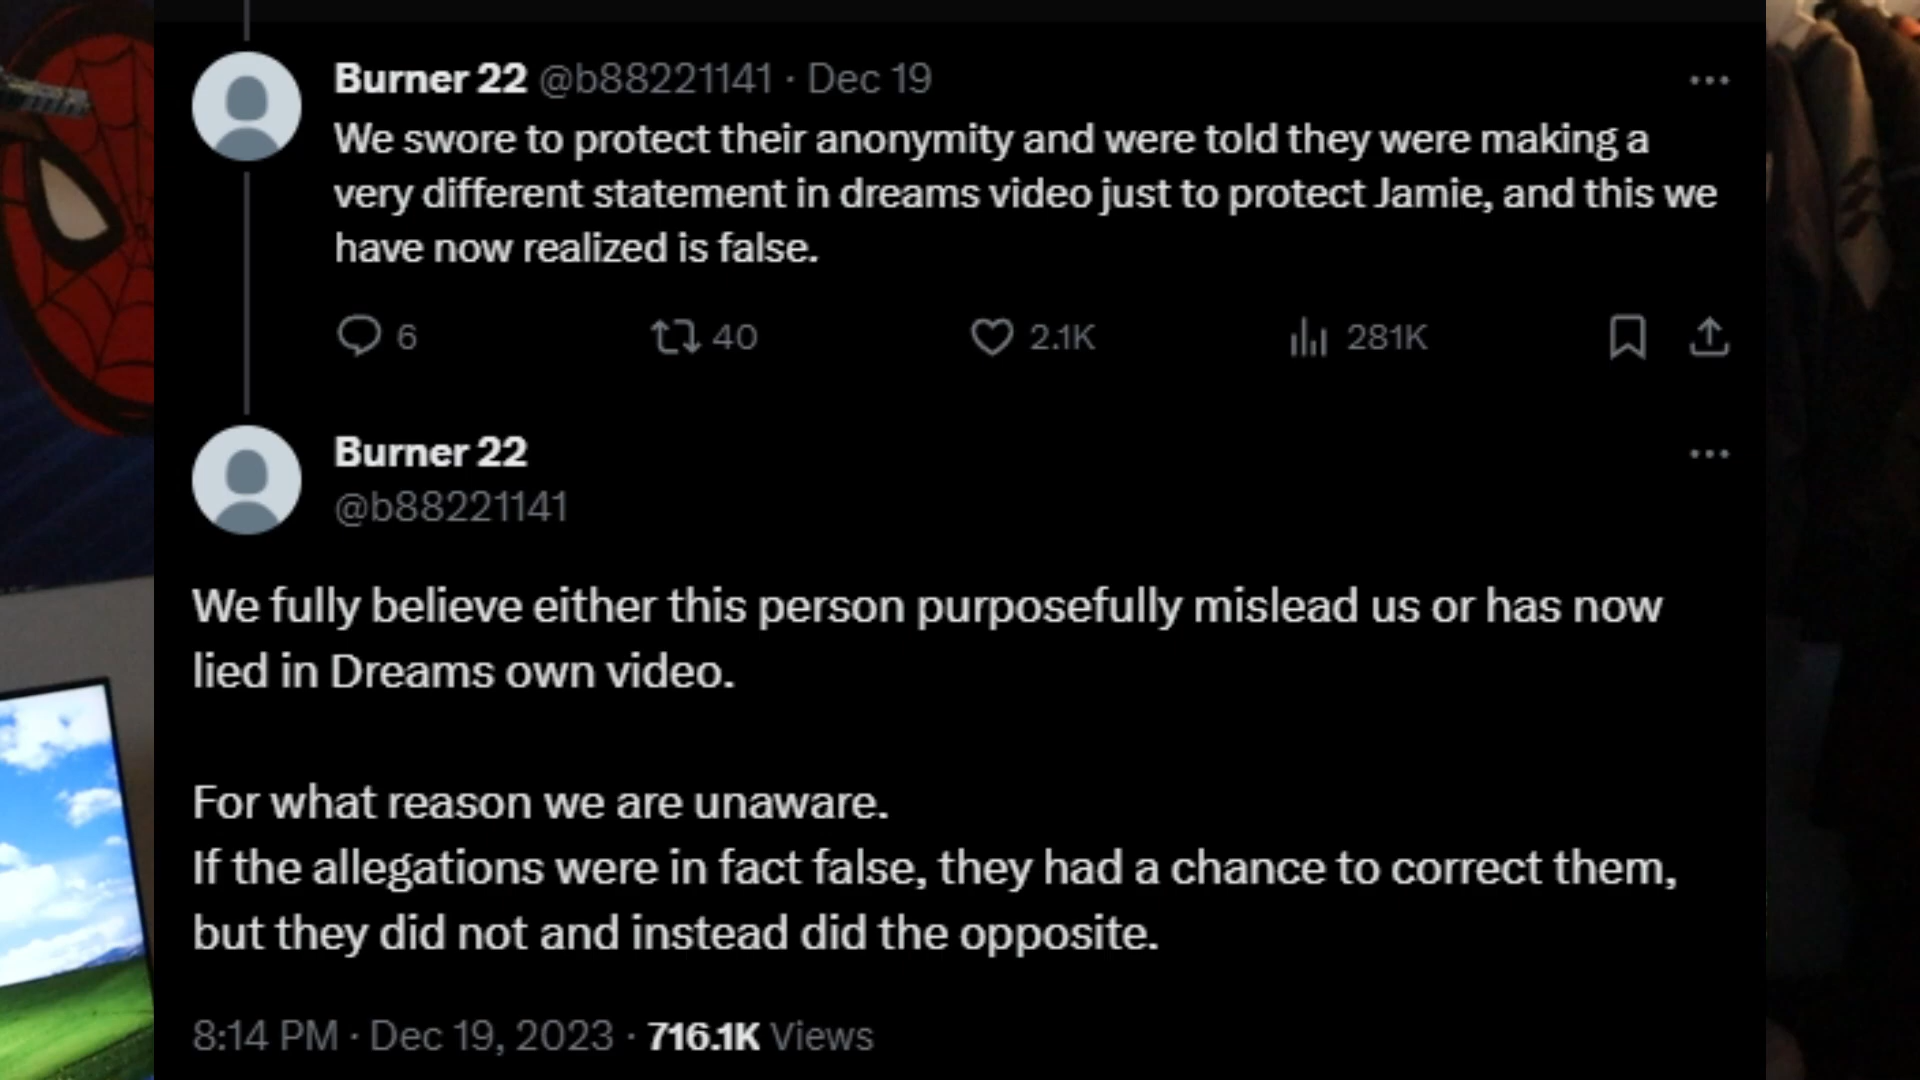 Burner 22 @b88221141 · Dec 19
We swore to protect their anonymity and were told they were making a
very different statement in dreams video just to protect Jamie, and this we
have now realized is false.
6 40 2.1K 281K
Burner 22
@b88221141
We fully believe either this person purposefully mislead us or has now
lied in Dreams own video.
For what reason we are unaware.
If the allegations were in fact false, they had a chance to correct them,
but they did not and instead did the opposite.
8:14 PM · Dec 19, 2023 · 716.1K Views